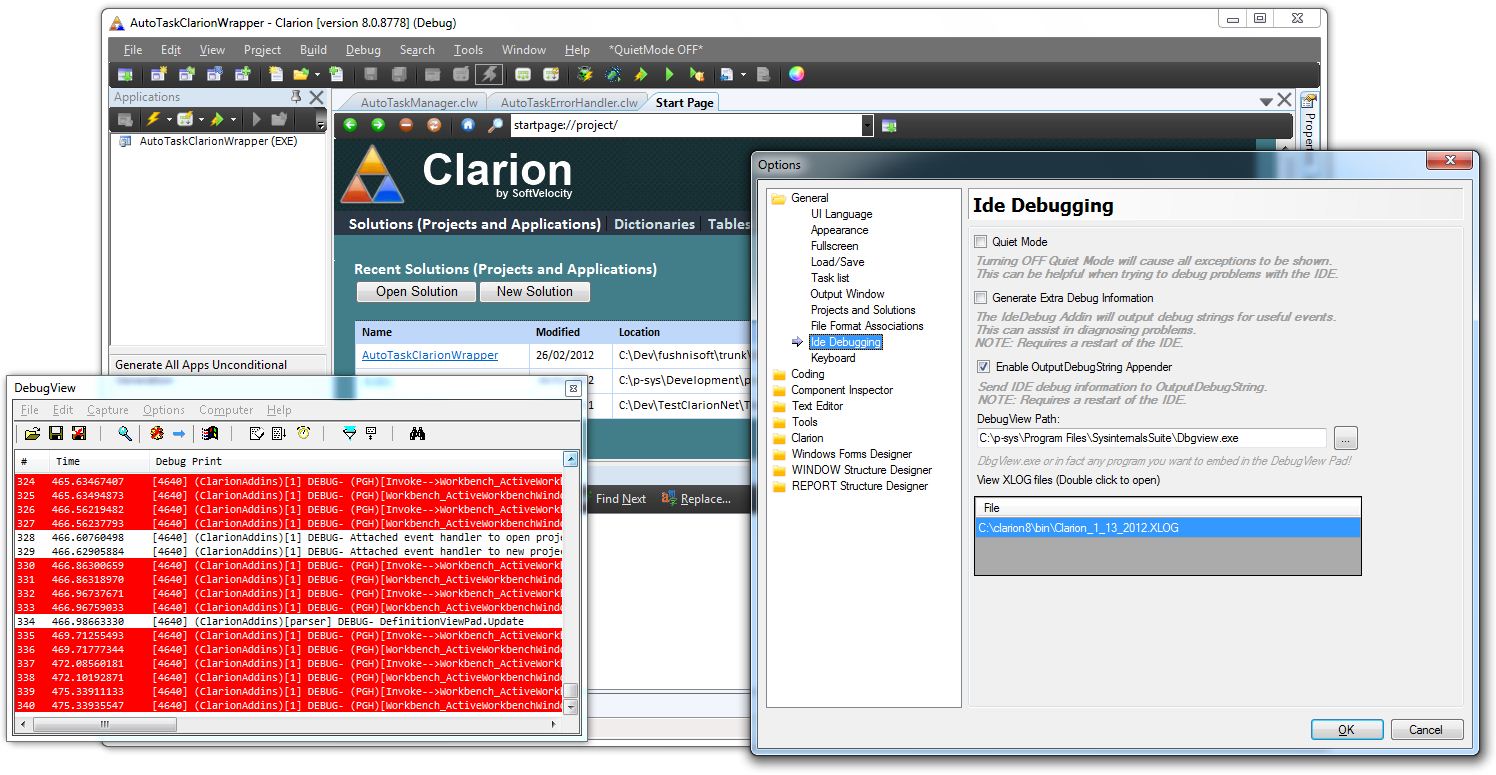 AutoTaskClarionWrapper - Clarion [version 8.0.8778] (Debug)
File Edit View Project Build Debug Search Tools Window Help *QuietMode OFF*
Applications
AutoTaskManager.clw AutoTaskErrorHandler.clw Start Page
startpage://project/
AutoTaskClarionWrapper (EXE)
Clarion
by SoftVelocity
Solutions (Projects and Applications) Dictionaries Tables
Recent Solutions (Projects and Applications)
Open Solution New Solution
Name Modified Location
AutoTaskClarionWrapper 26/02/2012 C:\Dev\fushnisoft\trunk\
C:\p-sys\Development\p
C:\Dev\TestClarionNet\T
Generate All Apps Unconditional
Find Next Replace...
DebugView
File Edit Capture Options Computer Help
# Time Debug Print
324 465.63467407 [4640] (ClarionAddins)[1] DEBUG- (PGH)[Invoke-->Workbench_ActiveWork
325 465.63494873 [4640] (ClarionAddins)[1] DEBUG- (PGH)[Workbench_ActiveWorkbenchWind
326 466.56219482 [4640] (ClarionAddins)[1] DEBUG- (PGH)[Invoke-->Workbench_ActiveWork
327 466.56237793 [4640] (ClarionAddins)[1] DEBUG- (PGH)[Workbench_ActiveWorkbenchWind
328 466.60760498 [4640] (ClarionAddins)[1] DEBUG- Attached event handler to open proj
329 466.62905884 [4640] (ClarionAddins)[1] DEBUG- Attached event handler to new proje
330 466.86300659 [4640] (ClarionAddins)[1] DEBUG- (PGH)[Invoke-->Workbench_ActiveWork
331 466.86318970 [4640] (ClarionAddins)[1] DEBUG- (PGH)[Workbench_ActiveWorkbenchWind
332 466.96737671 [4640] (ClarionAddins)[1] DEBUG- (PGH)[Invoke-->Workbench_ActiveWork
333 466.96759033 [4640] (ClarionAddins)[1] DEBUG- (PGH)[Workbench_ActiveWorkbenchWind
334 466.98663330 [4640] (ClarionAddins)[parser] DEBUG- DefinitionViewPad.Update
335 469.71255493 [4640] (ClarionAddins)[1] DEBUG- (PGH)[Invoke-->Workbench_ActiveWork
336 469.71777344 [4640] (ClarionAddins)[1] DEBUG- (PGH)[Workbench_ActiveWorkbenchWind
337 472.08560181 [4640] (ClarionAddins)[1] DEBUG- (PGH)[Invoke-->Workbench_ActiveWork
338 472.10192871 [4640] (ClarionAddins)[1] DEBUG- (PGH)[Workbench_ActiveWorkbenchWind
339 475.33911133 [4640] (ClarionAddins)[1] DEBUG- (PGH)[Invoke-->Workbench_ActiveWork
340 475.33935547 [4640] (ClarionAddins)[1] DEBUG- (PGH)[Workbench_ActiveWorkbenchWind
Options
General
UI Language
Appearance
Fullscreen
Load/Save
Task list
Output Window
Projects and Solutions
File Format Associations
Ide Debugging
Keyboard
Coding
Component Inspector
Text Editor
Tools
Clarion
Windows Forms Designer
WINDOW Structure Designer
REPORT Structure Designer
Ide Debugging
Quiet Mode
Turning OFF Quiet Mode will cause all exceptions to be shown.
This can be helpful when trying to debug problems with the IDE.
Generate Extra Debug Information
The IdeDebug Addin will output debug strings for useful events.
This can assist in diagnosing problems.
NOTE: Requires a restart of the IDE.
Enable OutputDebugString Appender
Send IDE debug information to OutputDebugString.
NOTE: Requires a restart of the IDE.
DebugView Path:
C:\p-sys\Program Files\SysinternalsSuite\Dbgview.exe
...
DbgView.exe or in fact any program you want to embed in the DebugView Pad!
View XLOG files (Double click to open)
File
C:\clarion8\bin\Clarion_1_13_2012.XLOG
OK Cancel